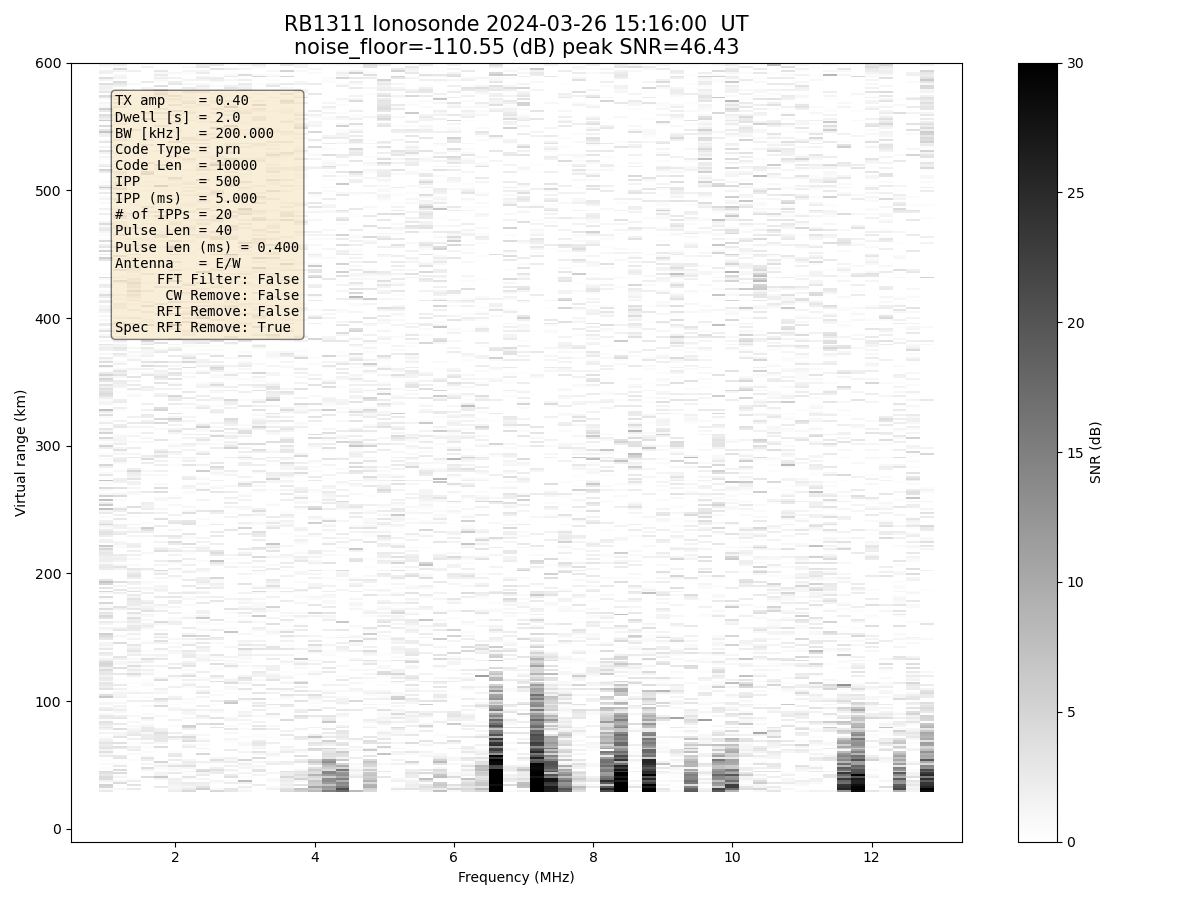 RB1311 Ionosonde 2024-03-26 15:16:00  UT
noise_floor=-110.55 (dB) peak SNR=46.43
TX amp    = 0.40
Dwell [s] = 2.0
BW [kHz]  = 200.000
Code Type = prn
Code Len  = 10000
IPP       = 500
IPP (ms)  = 5.000
# of IPPs = 20
Pulse Len = 40
Pulse Len (ms) = 0.400
Antenna   = E/W
FFT Filter: False
CW Remove: False
RFI Remove: False
Spec RFI Remove: True
Virtual range (km)
600
500
400
300
200
100
0
2 4 6 8 10 12
Frequency (MHz)
30
25
20
15
10
5
0
SNR (dB)